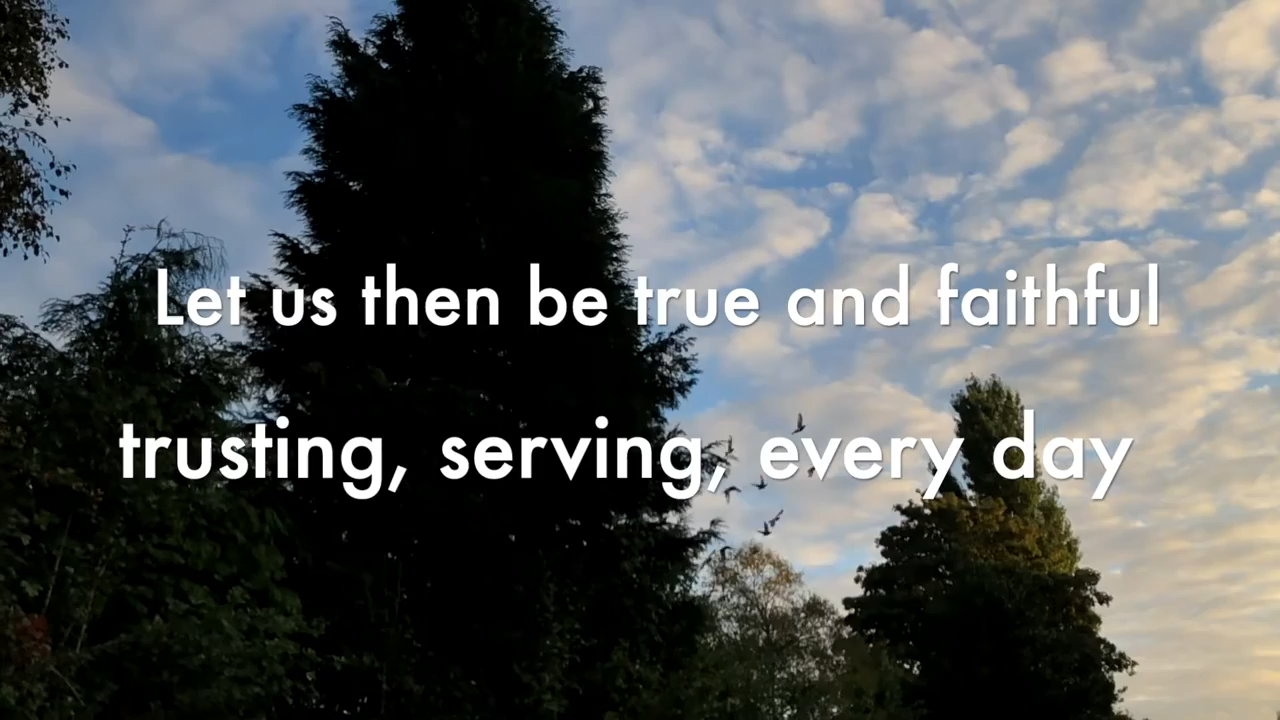 Let us then be true and faithful
trusting, serving, every day